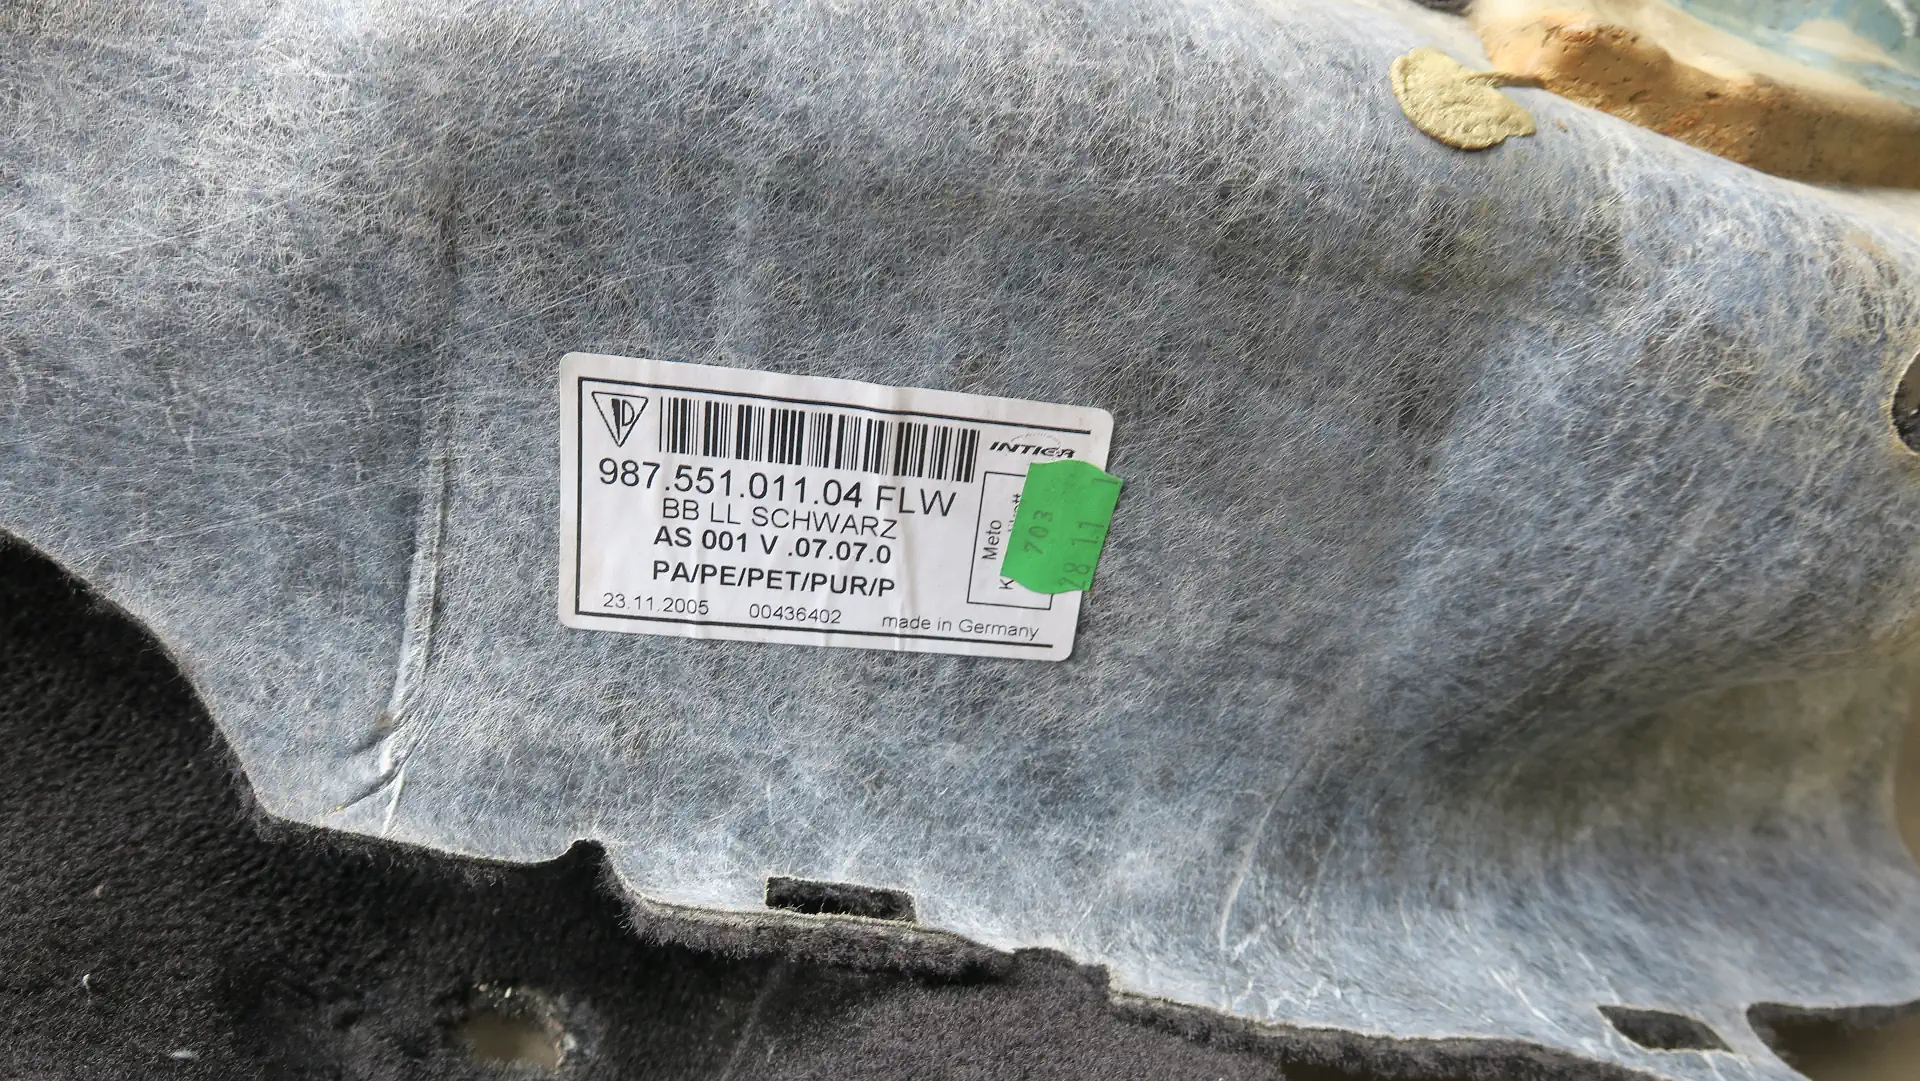 INTIER
987.551.011.04 FLW
BB LL SCHWARZ
AS 001 V .07.07.0
PA/PE/PET/PUR/P
23.11.2005 00436402 made in Germany
Meto
703
28 11